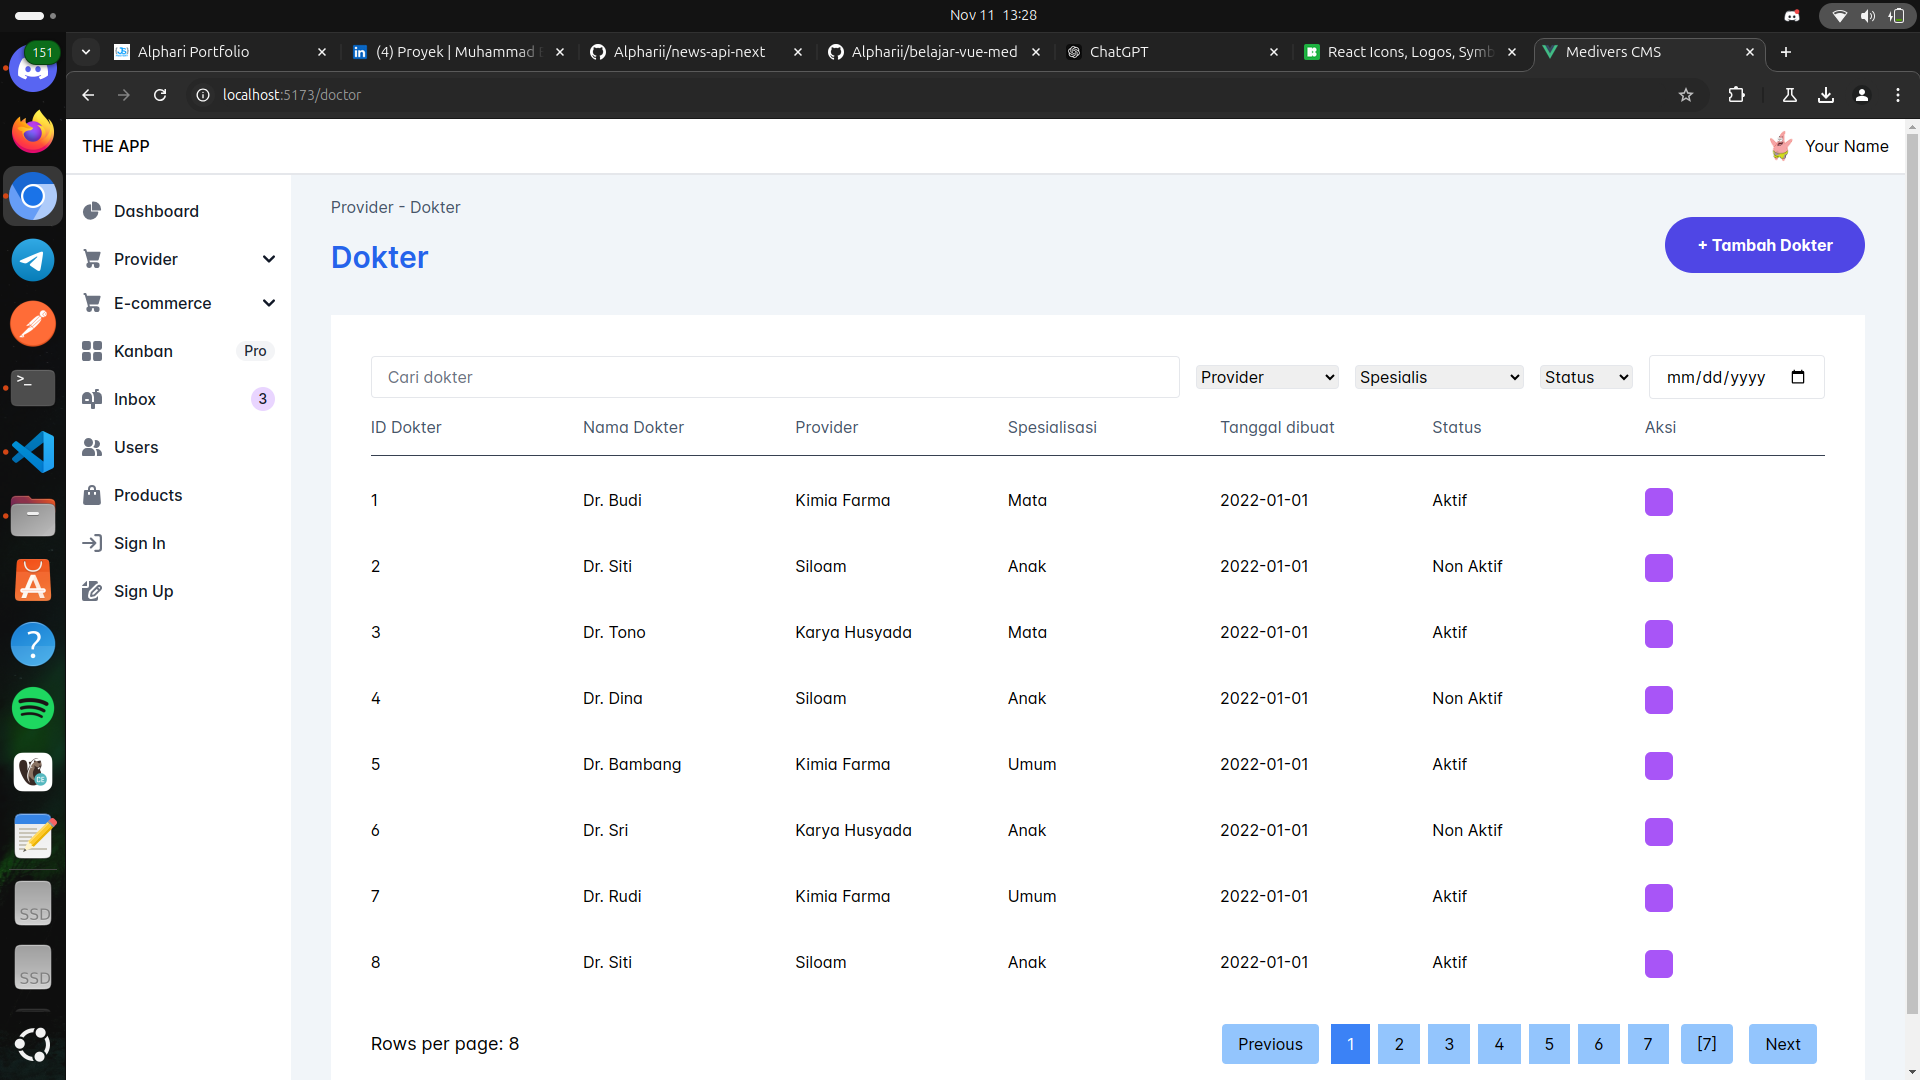 Nov 11 13:28
151
Alphari Portfolio
(4) Proyek | Muhammad
Alpharii/news-api-next
Alpharii/belajar-vue-med
ChatGPT
React Icons, Logos, Symb
Medivers CMS
localhost:5173/doctor
THE APP
Your Name
Dashboard
Provider
E-commerce
Kanban Pro
Inbox 3
Users
Products
Sign In
Sign Up
Provider - Dokter
Dokter
+ Tambah Dokter
Cari dokter Provider Spesialis Status mm/dd/yyyy
ID Dokter Nama Dokter Provider Spesialisasi Tanggal dibuat Status Aksi
1 Dr. Budi Kimia Farma Mata 2022-01-01 Aktif
2 Dr. Siti Siloam Anak 2022-01-01 Non Aktif
3 Dr. Tono Karya Husyada Mata 2022-01-01 Aktif
4 Dr. Dina Siloam Anak 2022-01-01 Non Aktif
5 Dr. Bambang Kimia Farma Umum 2022-01-01 Aktif
6 Dr. Sri Karya Husyada Anak 2022-01-01 Non Aktif
7 Dr. Rudi Kimia Farma Umum 2022-01-01 Aktif
8 Dr. Siti Siloam Anak 2022-01-01 Aktif
Rows per page: 8 Previous 1 2 3 4 5 6 7 [7] Next
SSD
SSD